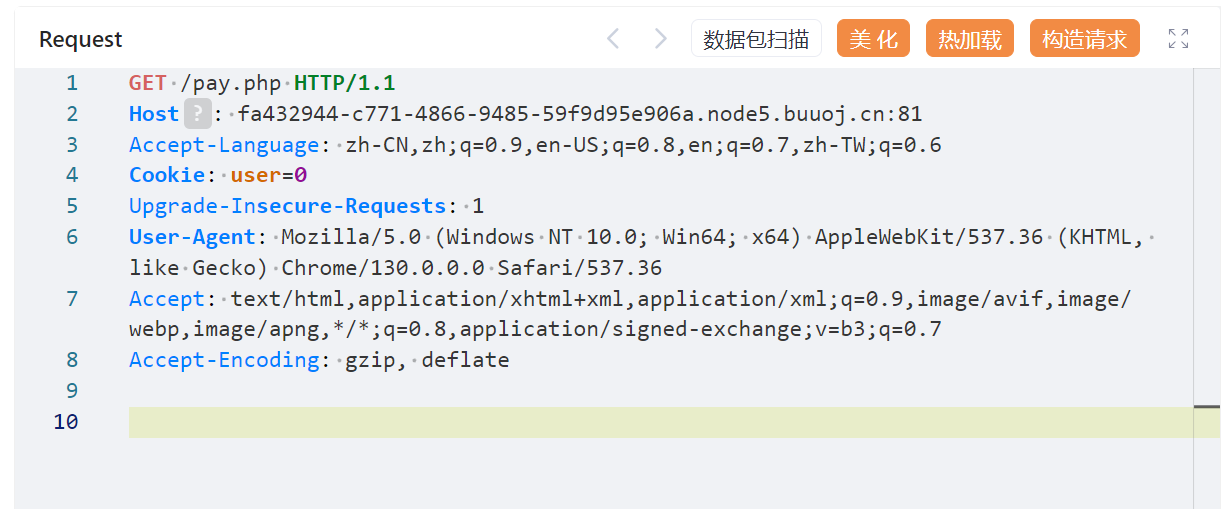 Request
数据包扫描
美 化
热加载
构造请求
1 GET /pay.php HTTP/1.1
2 Host ? : fa432944-c771-4866-9485-59f9d95e906a.node5.buuoj.cn:81
3 Accept-Language: zh-CN,zh;q=0.9,en-US;q=0.8,en;q=0.7,zh-TW;q=0.6
4 Cookie: user=0
5 Upgrade-Insecure-Requests: 1
6 User-Agent: Mozilla/5.0 (Windows NT 10.0; Win64; x64) AppleWebKit/537.36 (KHTML,
like Gecko) Chrome/130.0.0.0 Safari/537.36
7 Accept: text/html,application/xhtml+xml,application/xml;q=0.9,image/avif,image/
webp,image/apng,*/*;q=0.8,application/signed-exchange;v=b3;q=0.7
8 Accept-Encoding: gzip, deflate
9
10